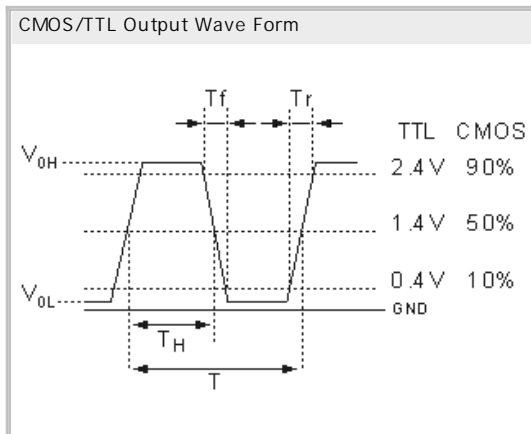 CMOS/TTL Output Wave Form
Tf Tr
TTL CMOS
V0H 2.4V 90%
1.4V 50%
0.4V 10%
V0L GND
TH
T